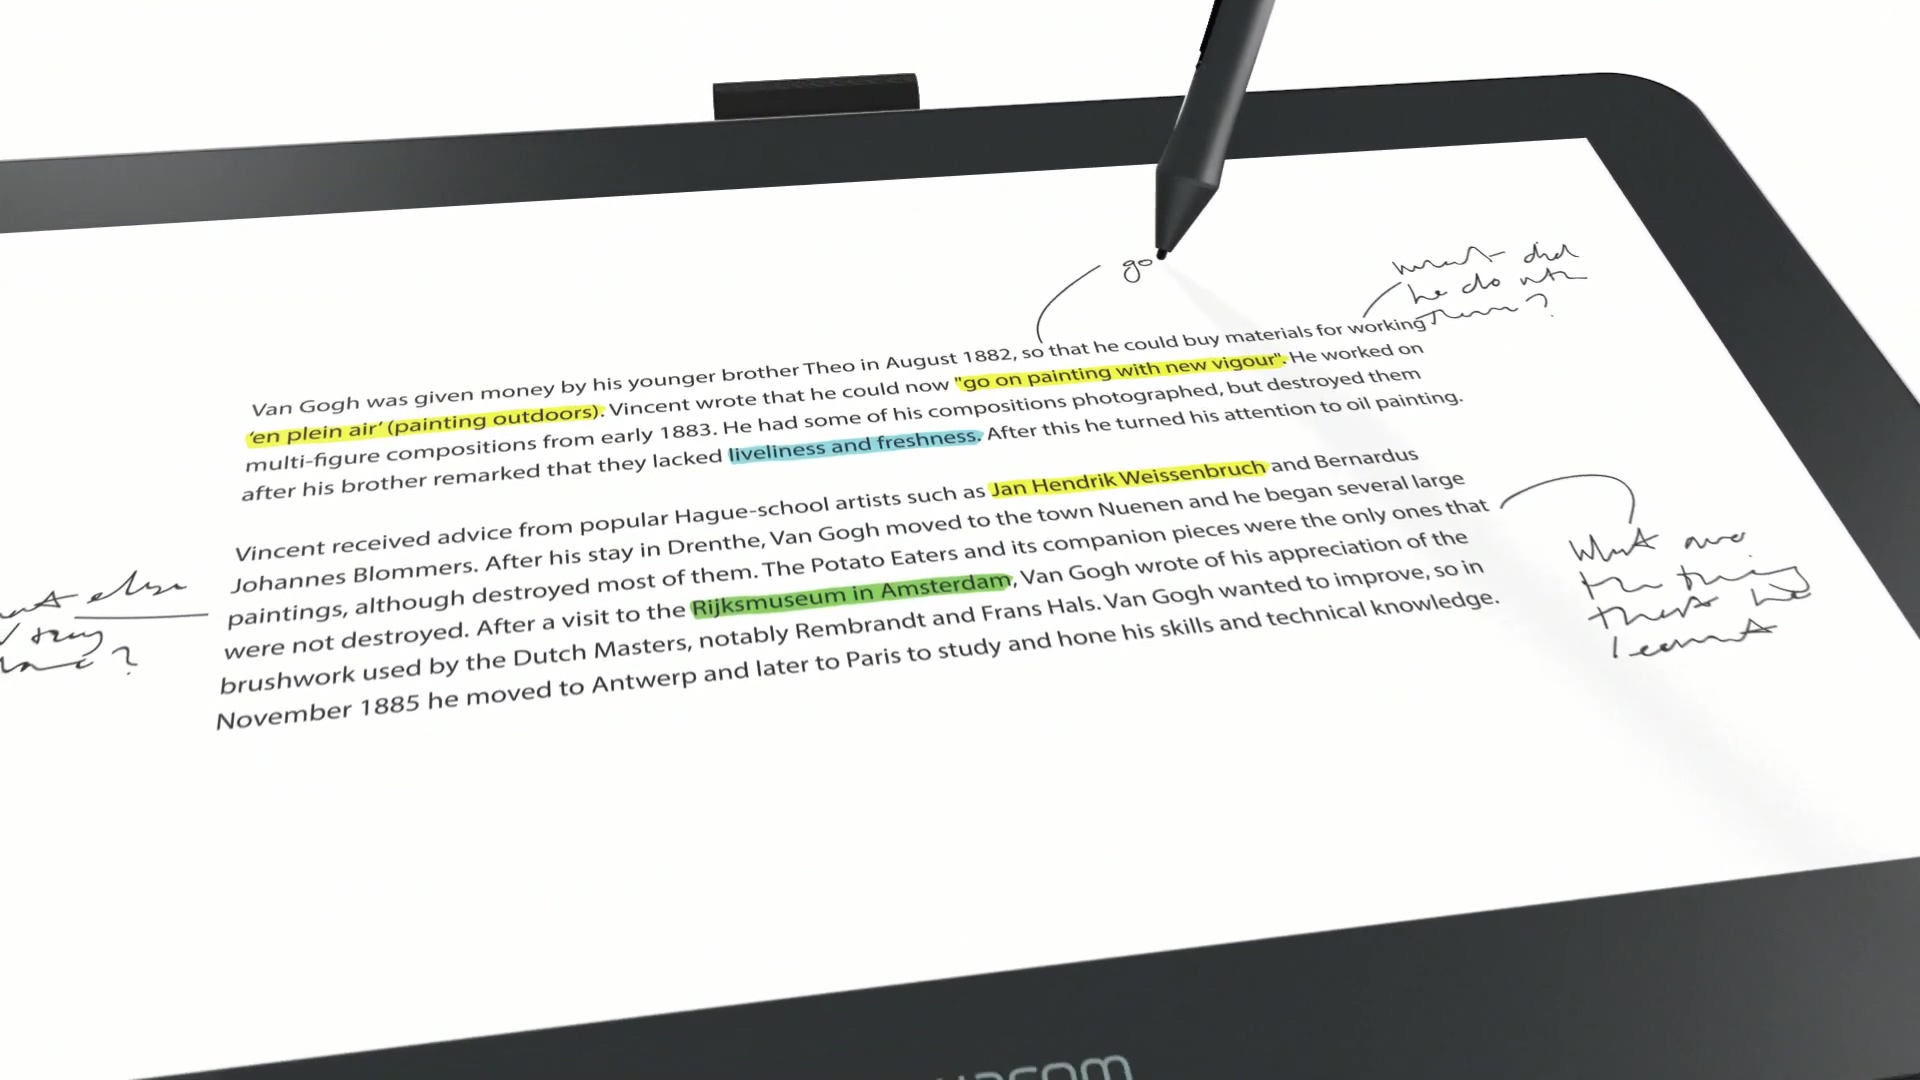 go
what did
he do with
them?
Van Gogh was given money by his younger brother Theo in August 1882, so that he could buy materials for working
'en plein air' (painting outdoors). Vincent wrote that he could now "go on painting with new vigour". He worked on
multi-figure compositions from early 1883. He had some of his compositions photographed, but destroyed them
after his brother remarked that they lacked liveliness and freshness. After this he turned his attention to oil painting.
Vincent received advice from popular Hague-school artists such as Jan Hendrik Weissenbruch and Bernardus
Johannes Blommers. After his stay in Drenthe, Van Gogh moved to the town Nuenen and he began several large
paintings, although destroyed most of them. The Potato Eaters and its companion pieces were the only ones that
were not destroyed. After a visit to the Rijksmuseum in Amsterdam, Van Gogh wrote of his appreciation of the
brushwork used by the Dutch Masters, notably Rembrandt and Frans Hals. Van Gogh wanted to improve, so in
November 1885 he moved to Antwerp and later to Paris to study and hone his skills and technical knowledge.
What are
the things
that he
learnt
else
?
wacom